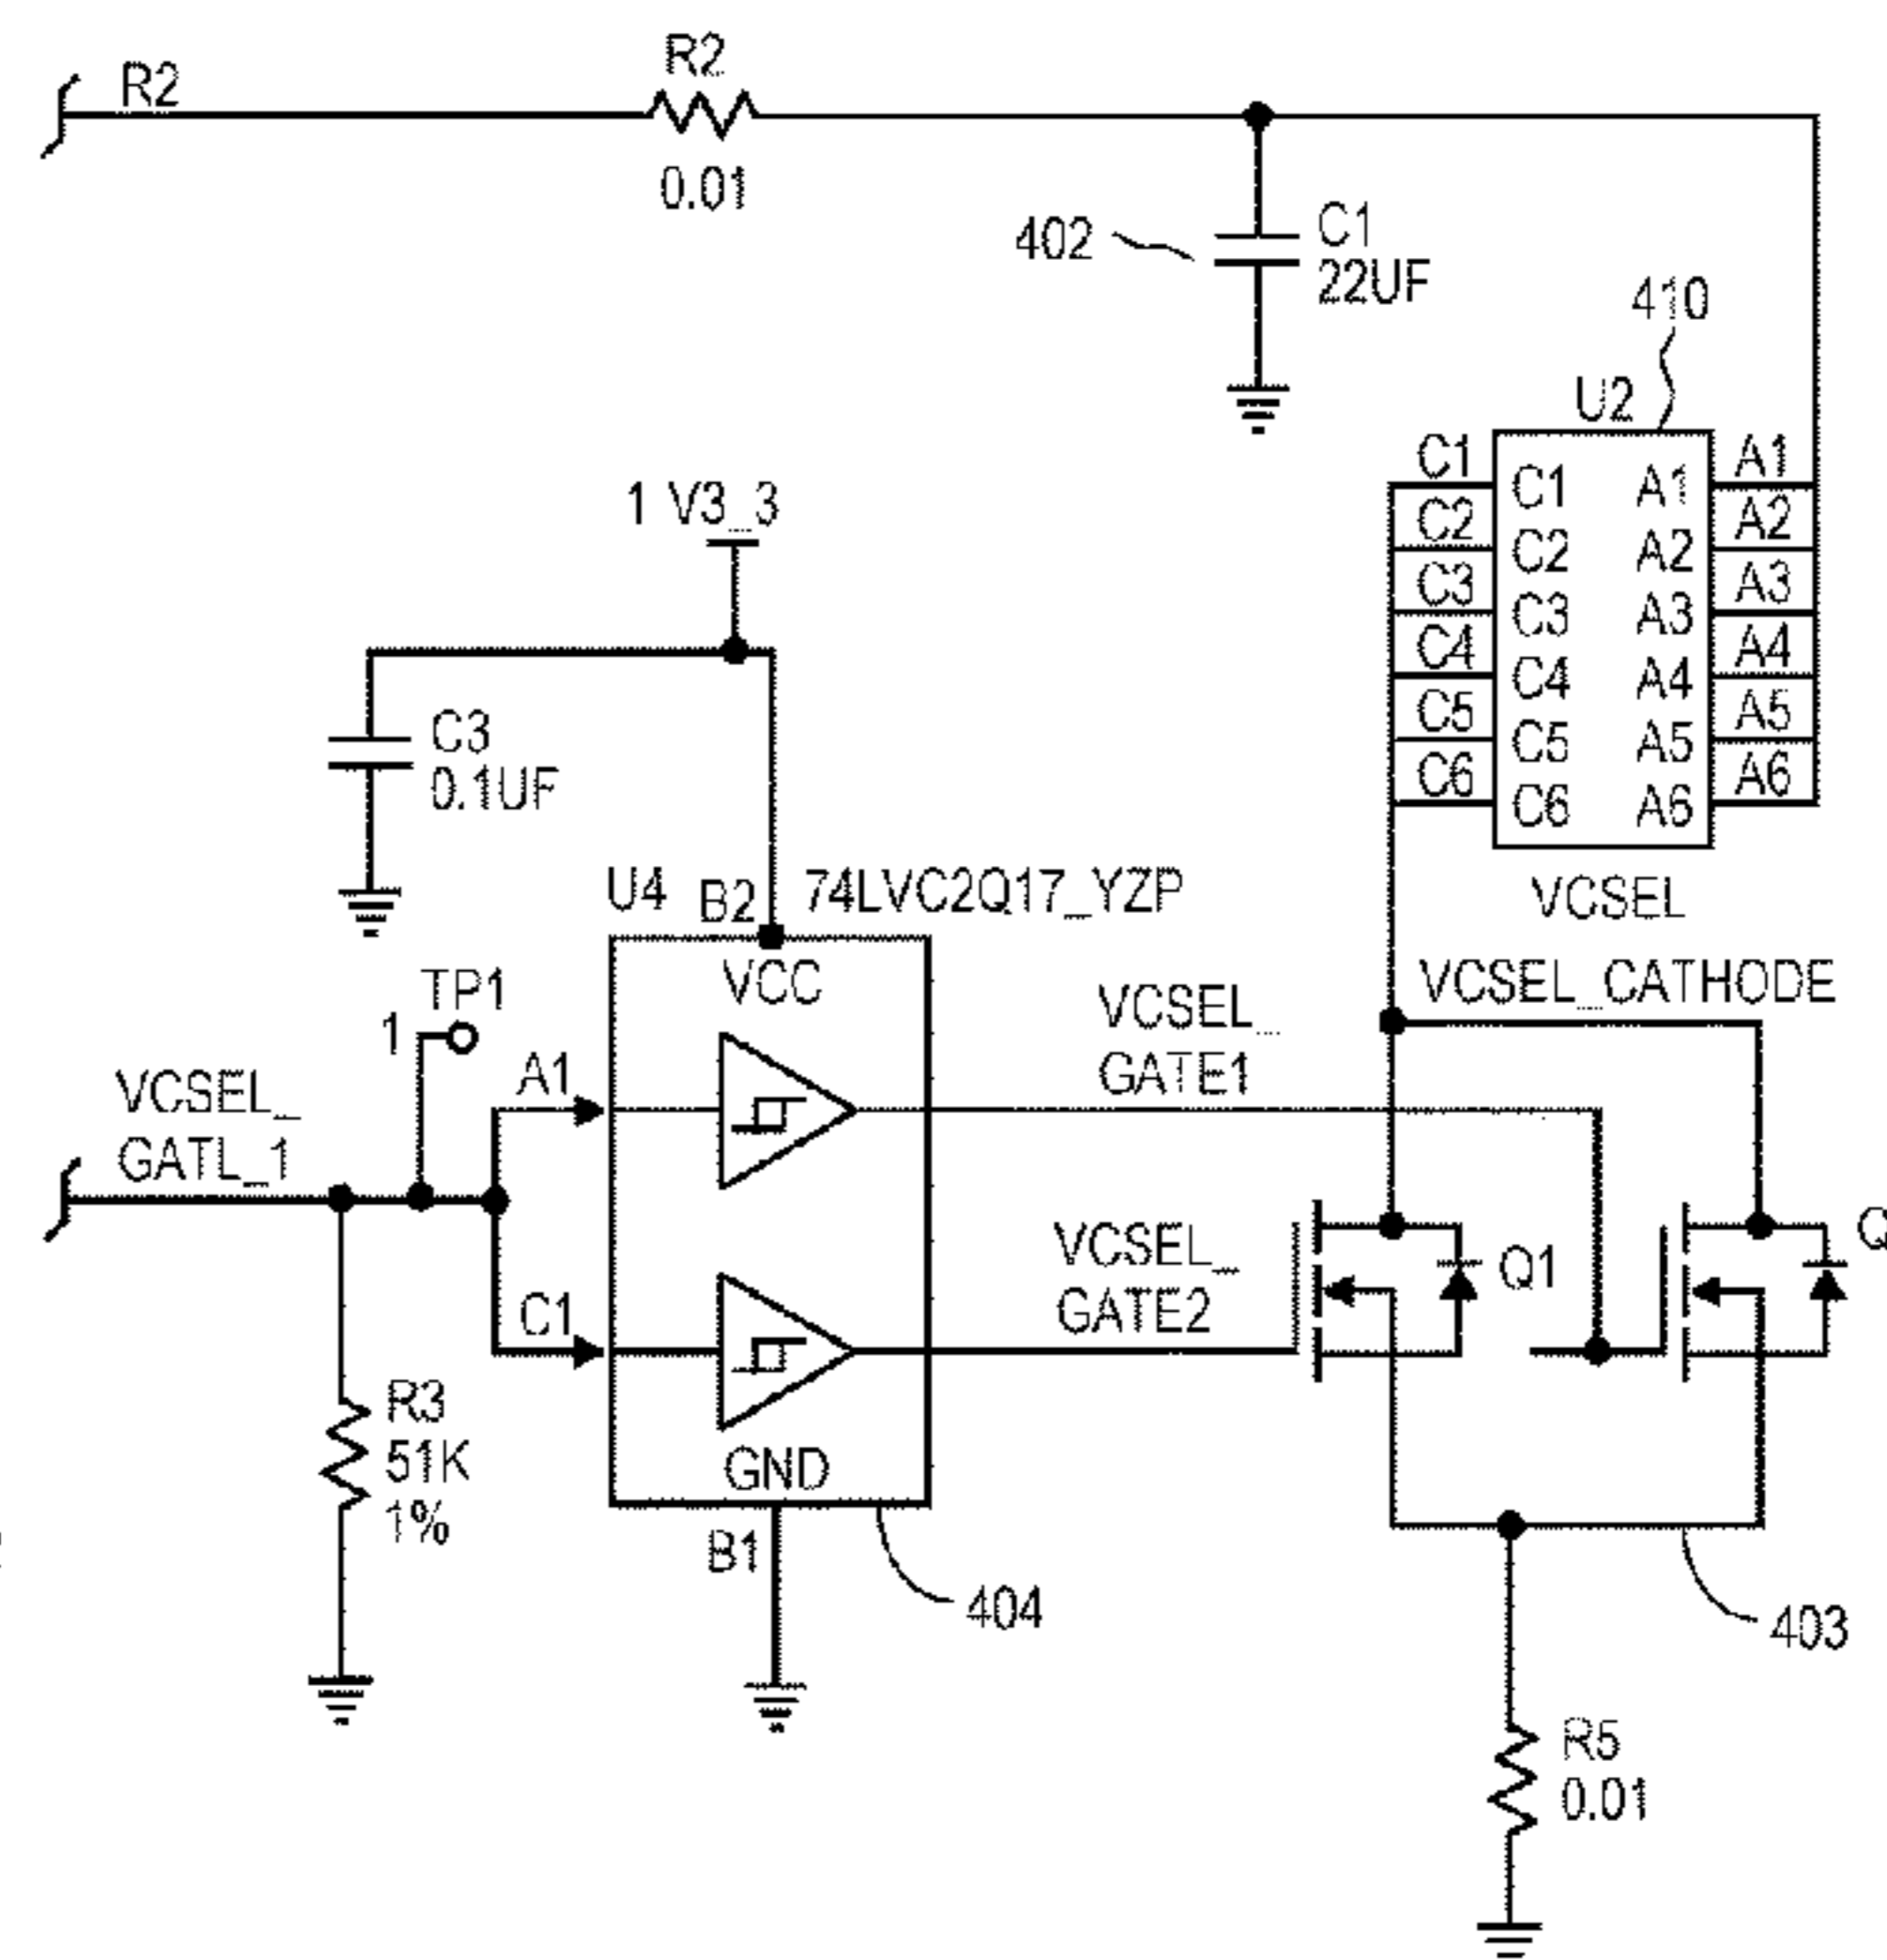 R2
R2
0.01
402
C1
22UF
410
U2
C1
C2
C3
C4
C5
C6
C1 A1
C2 A2
C3 A3
C4 A4
C5 A5
C6 A6
A1
A2
A3
A4
A5
A6
VCSEL
1 V3_3
C3
0.1UF
U4
B2
74LVC2Q17_YZP
VCC
TP1
1
A1
VCSEL_
GATL_1
C1
R3
51K
1%
GND
B1
404
VCSEL_
GATE1
VCSEL_CATHODE
VCSEL_
GATE2
Q1
Q
403
R5
0.01